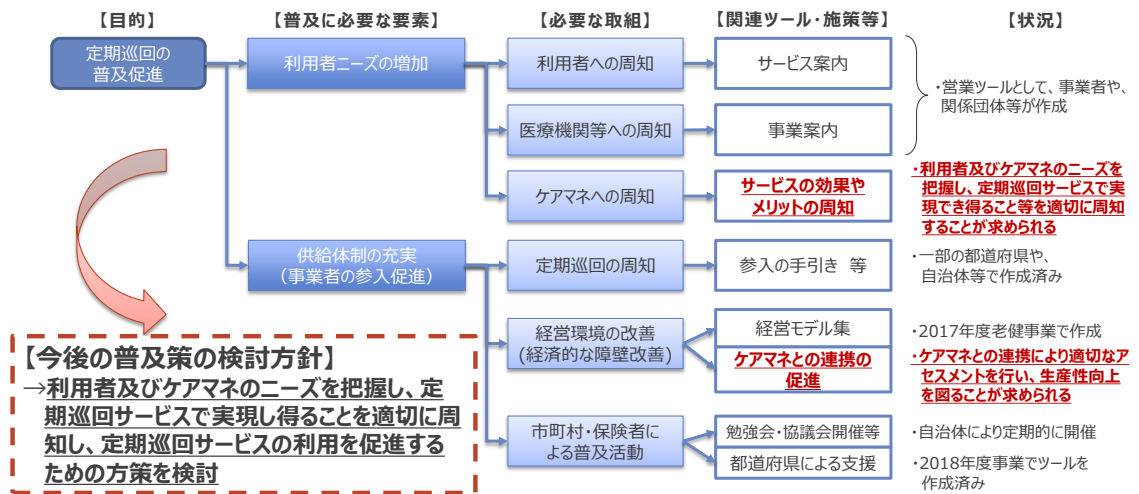 【目的】
【普及に必要な要素】
【必要な取組】
【関連ツール・施策等】
【状況】
定期巡回の
普及促進
利用者ニーズの増加
利用者への周知
サービス案内
・営業ツールとして、事業者や、
関係団体等が作成
医療機関等への周知
事業案内
ケアマネへの周知
サービスの効果や
メリットの周知
・利用者及びケアマネのニーズを
把握し、定期巡回サービスで実
現でき得ること等を適切に周知
することが求められる
供給体制の充実
（事業者の参入促進）
定期巡回の周知
参入の手引き 等
・一部の都道府県や、
自治体等で作成済み
経営環境の改善
(経済的な障壁改善)
経営モデル集
・2017年度老健事業で作成
ケアマネとの連携の
促進
・ケアマネとの連携により適切なア
セスメントを行い、生産性向上
を図ることが求められる
市町村・保険者に
よる普及活動
勉強会・協議会開催等
・自治体により定期的に開催
都道府県による支援
・2018年度事業でツールを
作成済み
【今後の普及策の検討方針】
→利用者及びケアマネのニーズを把握し、定
期巡回サービスで実現し得ることを適切に周
知し、定期巡回サービスの利用を促進する
ための方策を検討